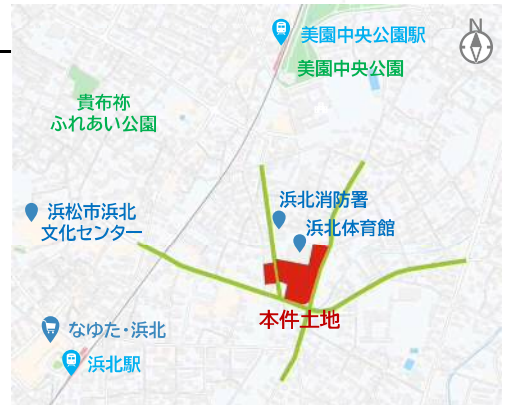 N
美園中央公園駅
美園中央公園
貴布祢
ふれあい公園
浜北消防署
浜松市浜北
文化センター
浜北体育館
本件土地
なゆた・浜北
浜北駅